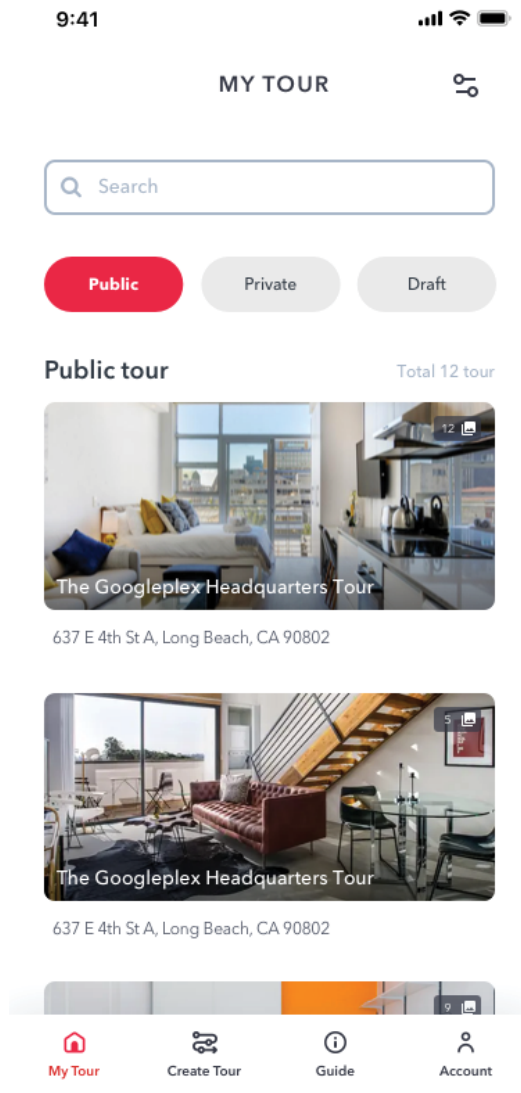 9:41
MY TOUR
Search
Public
Private
Draft
Public tour
Total 12 tour
12
The Googleplex Headquarters Tour
637 E 4th St A, Long Beach, CA 90802
5
The Googleplex Headquarters Tour
637 E 4th St A, Long Beach, CA 90802
9
My Tour
Create Tour
Guide
Account